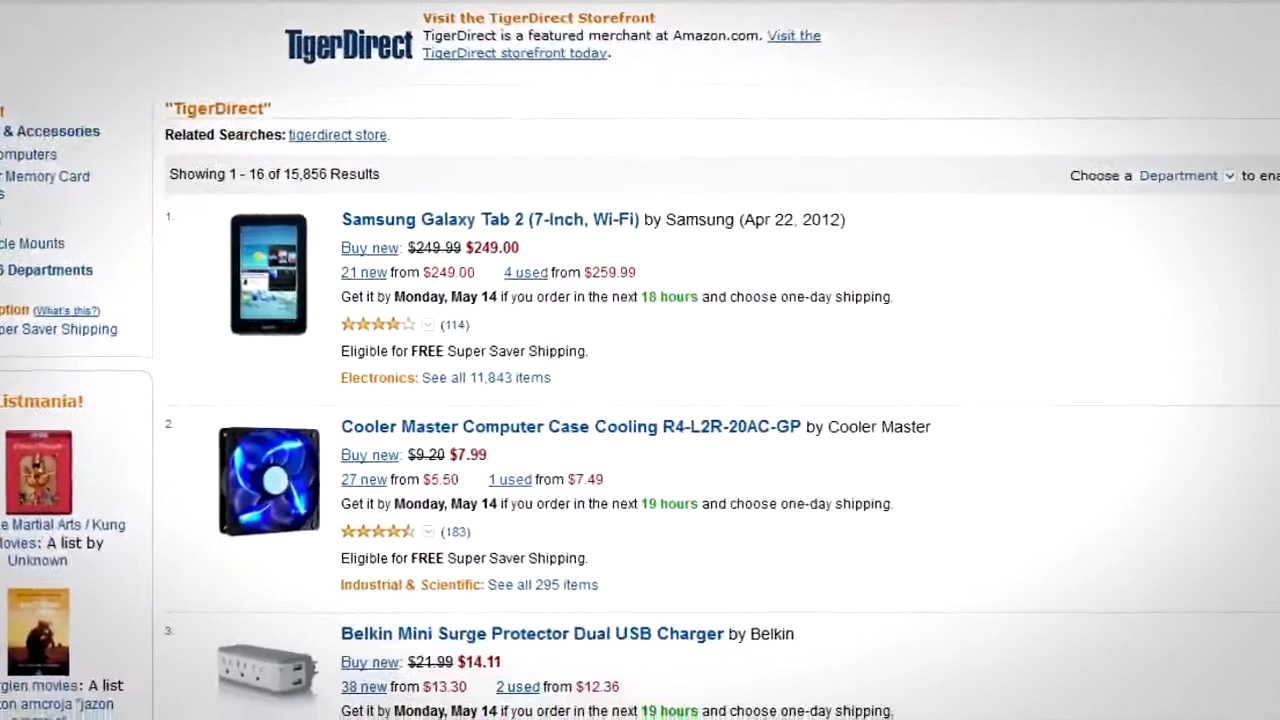 Visit the TigerDirect Storefront
TigerDirect
TigerDirect is a featured merchant at Amazon.com. Visit the
TigerDirect storefront today.
& Accessories
Memory Card
Mounts
Departments
(What's this?)
Saver Shipping
Listmania!
Martial Arts / Kung
A list by
Unknown
movies: A list
amcroja "jazon
"TigerDirect"
Related Searches: tigerdirect store.
Showing 1 - 16 of 15,856 Results
Choose a Department to
1.
Samsung Galaxy Tab 2 (7-Inch, Wi-Fi) by Samsung (Apr 22, 2012)
Buy new: $249.99 $249.00
21 new from $249.00 4 used from $259.99
Get it by Monday, May 14 if you order in the next 18 hours and choose one-day shipping.
(114)
Eligible for FREE Super Saver Shipping.
Electronics: See all 11,843 items
2.
Cooler Master Computer Case Cooling R4-L2R-20AC-GP by Cooler Master
Buy new: $9.20 $7.99
27 new from $5.50 1 used from $7.49
Get it by Monday, May 14 if you order in the next 19 hours and choose one-day shipping.
(183)
Eligible for FREE Super Saver Shipping.
Industrial & Scientific: See all 295 items
3.
Belkin Mini Surge Protector Dual USB Charger by Belkin
Buy new: $21.99 $14.11
38 new from $13.30 2 used from $12.36
Get it by Monday, May 14 if you order in the next 19 hours and choose one-day shipping.